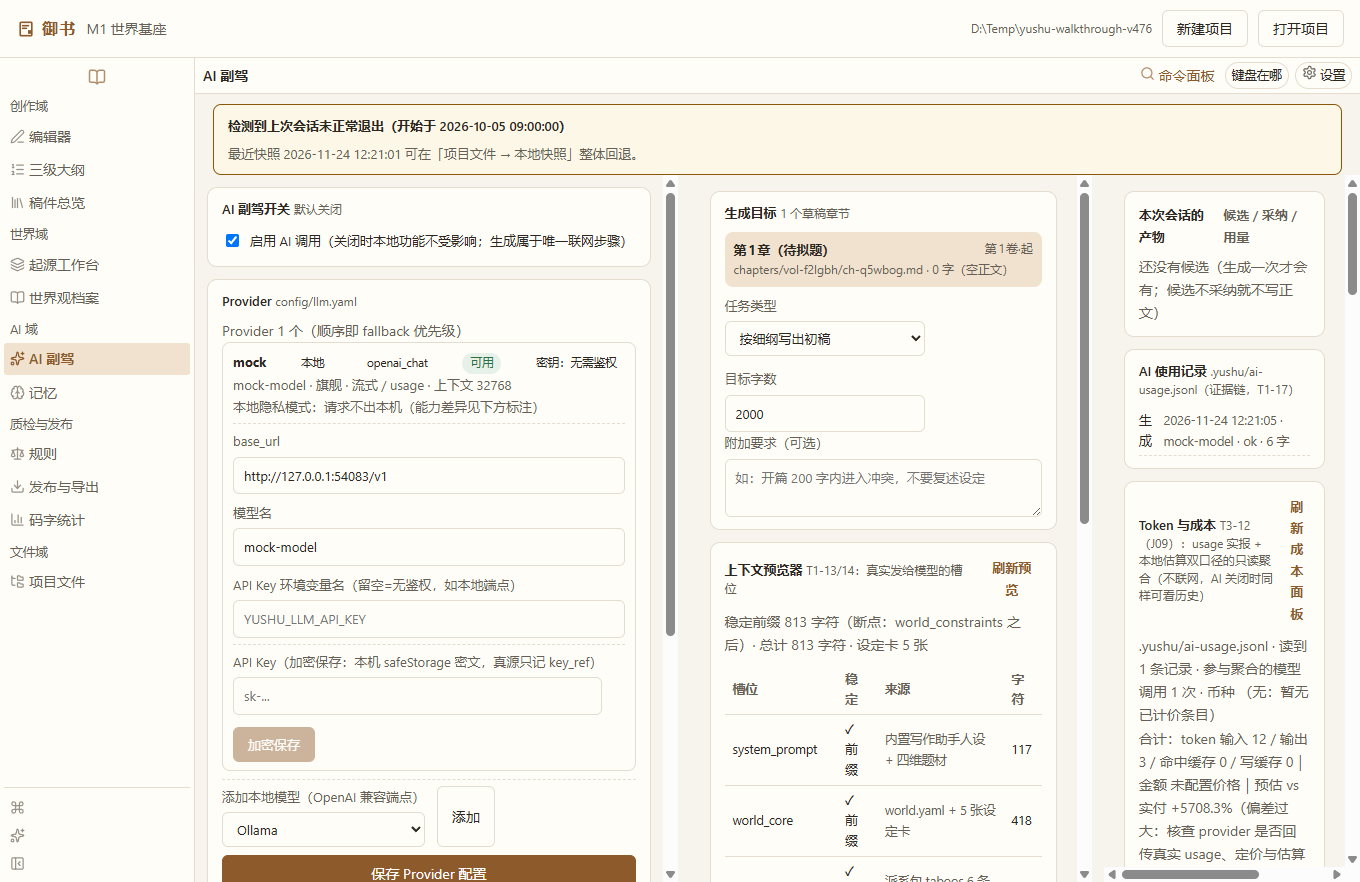 御书 M1 世界基座
D:\Temp\yushu-walkthrough-v476 新建项目 打开项目
创作域
编辑器
三级大纲
稿件总览
世界域
起源工作台
世界观档案
AI 域
AI 副驾
记忆
质检与发布
规则
发布与导出
码字统计
文件域
项目文件
AI 副驾
命令面板 键盘在哪 设置
检测到上次会话未正常退出（开始于 2026-10-05 09:00:00）
最近快照 2026-11-24 12:21:01 可在「项目文件 → 本地快照」整体回退。
AI 副驾开关 默认关闭
启用 AI 调用（关闭时本地功能不受影响；生成属于唯一联网步骤）
Provider config/llm.yaml
Provider 1 个（顺序即 fallback 优先级）
mock 本地 openai_chat 可用 密钥：无需鉴权
mock-model · 旗舰 · 流式 / usage · 上下文 32768
本地隐私模式：请求不出本机（能力差异见下方标注）
base_url
http://127.0.0.1:54083/v1
模型名
mock-model
API Key 环境变量名（留空=无鉴权，如本地端点）
YUSHU_LLM_API_KEY
API Key（加密保存：本机 safeStorage 密文，真源只记 key_ref）
sk-...
加密保存
添加本地模型（OpenAI 兼容端点）
Ollama
添加
保存 Provider 配置
生成目标 1 个草稿章节
第 1 章（待拟题） 第 1 卷·起
chapters/vol-f2lgbh/ch-q5wbog.md · 0 字（空正文）
任务类型
按细纲写出初稿
目标字数
2000
附加要求（可选）
如：开篇 200 字内进入冲突，不要复述设定
上下文预览器 T1-13/14：真实发给模型的槽
位
刷新预
览
稳定前缀 813 字符（断点：world_constraints 之
后）· 总计 813 字符 · 设定卡 5 张
槽位 稳定 来源 字符
system_prompt ✓ 前缀 内置写作助手人设 + 四维题材 117
world_core ✓ 前缀 world.yaml + 5 张设定卡 418
✓ 派系包 taboos 6 条
本次会话的
产物
候选 / 采纳 /
用量
还没有候选（生成一次才会
有；候选不采纳就不写正
文）
AI 使用记录 .yushu/ai-
usage.jsonl（证据链，T1-17）
生成 2026-11-24 12:21:05 ·
mock-model · ok · 6 字
Token 与成本 T3-12
（J09）：usage 实报 +
本地估算双口径的只读聚
合（不联网，AI 关闭时同
样可看历史）
刷新成本面板
.yushu/ai-usage.jsonl · 读到
1 条记录 · 参与聚合的模型
调用 1 次 · 币种 （无：暂无
已计价条目）
合计：token 输入 12 / 输出
3 / 命中缓存 0 / 写缓存 0 |
金额 未配置价格 | 预估 vs
实付 +5708.3%（偏差过
大：核查 provider 是否回
传真实 usage、定价与估算